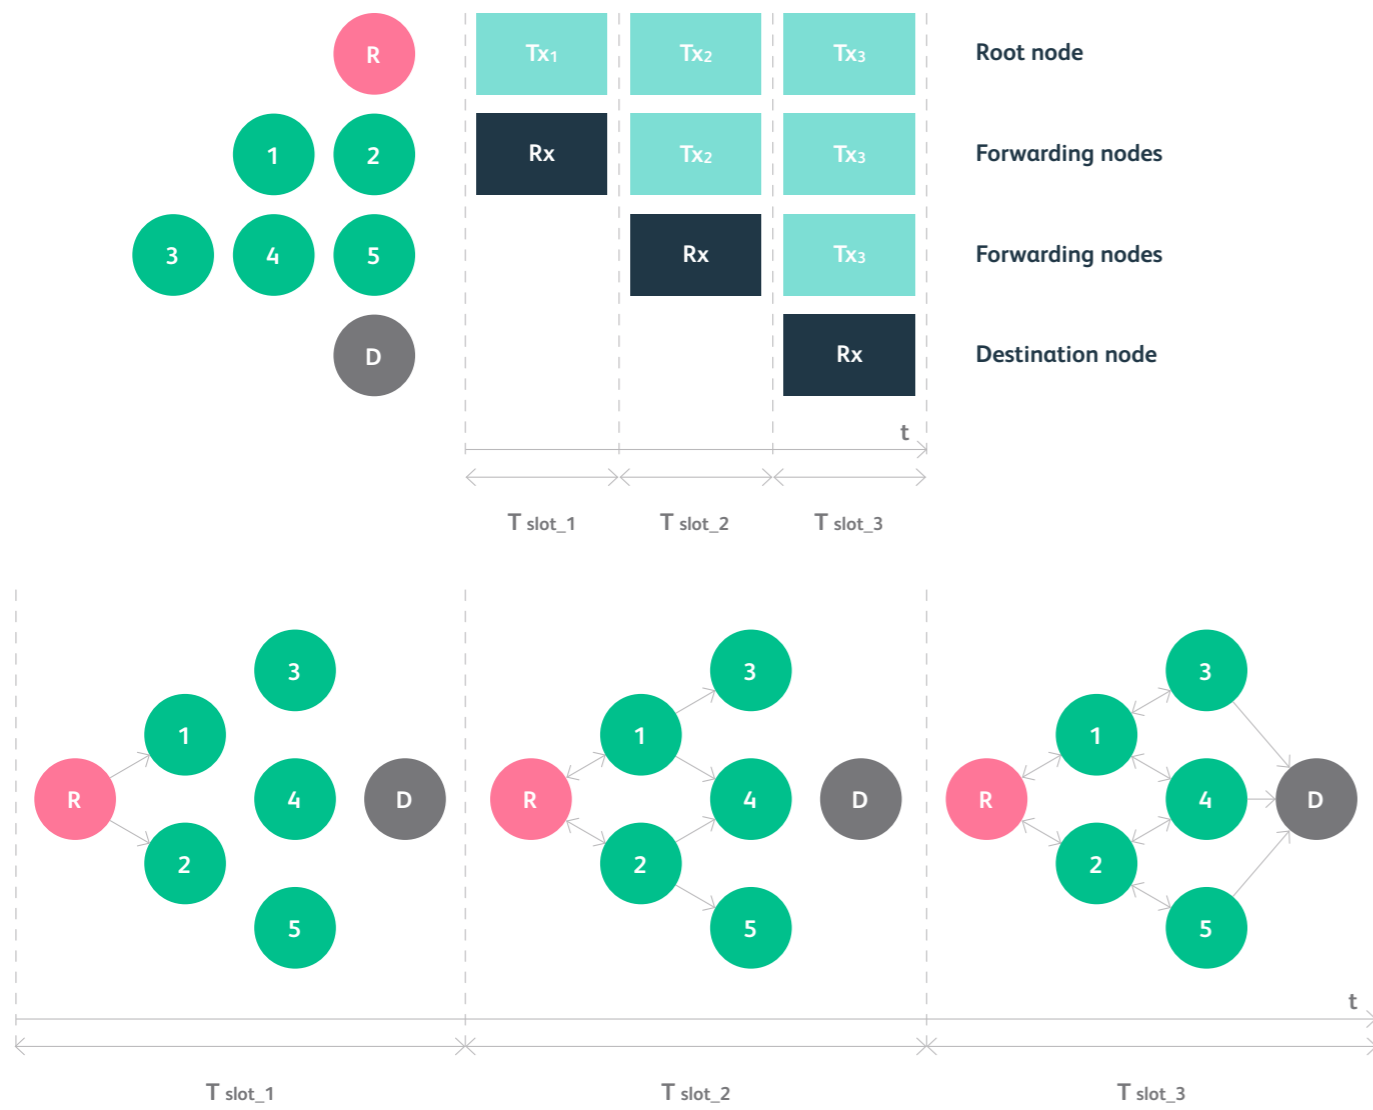 R Tx1 Tx2 Tx3 Root node
1 2 Rx Tx2 Tx3 Forwarding nodes
3 4 5 Rx Tx3 Forwarding nodes
D Rx Destination node
t
T slot_1 T slot_2 T slot_3
3 3 3
1 1 1
R 4 D R 4 D R 4 D
2 2 2
5 5 5
t
T slot_1 T slot_2 T slot_3